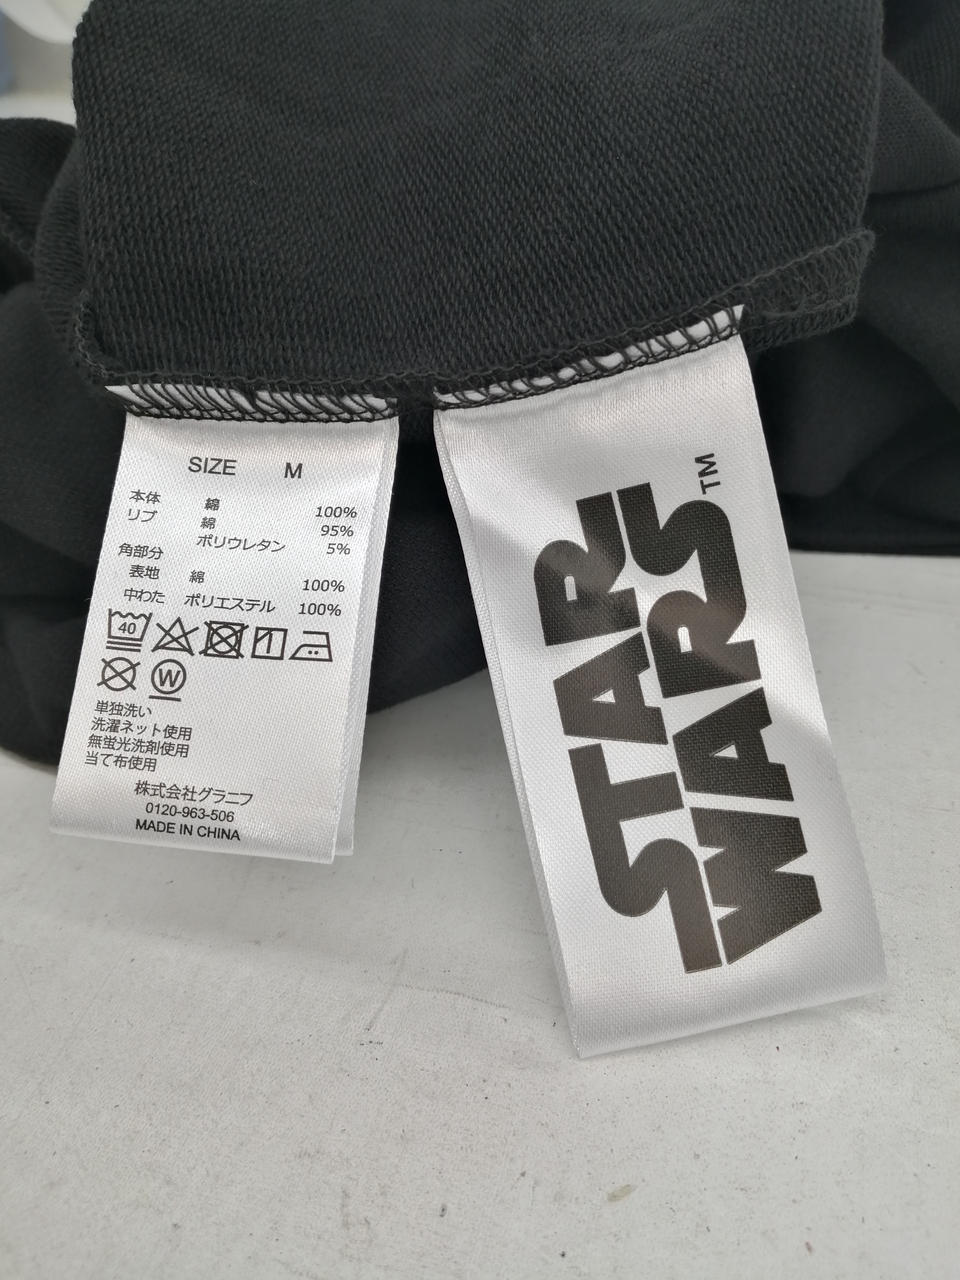 SIZE M
本体 綿 100%
リブ 綿 95%
ポリウレタン 5%
角部分
表地 綿 100%
中わた ポリエステル 100%
40
W
単独洗い
洗濯ネット使用
無蛍光洗剤使用
当て布使用
株式会社グラニフ
0120-963-506
MADE IN CHINA
STAR
WARS™